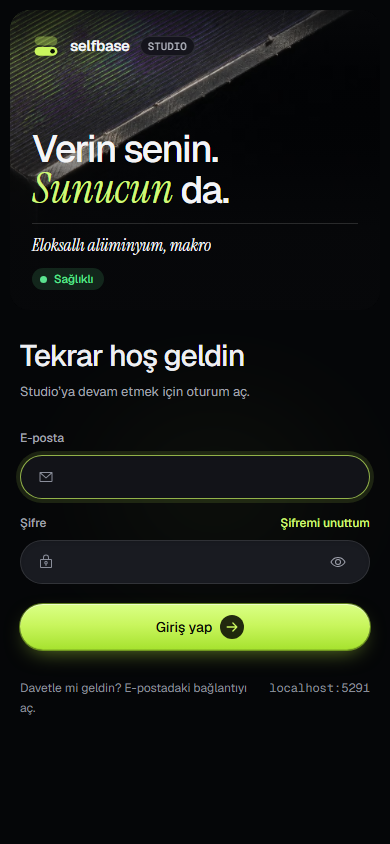 selfbase STUDIO
Verin senin.
Sunucun da.
Eloksallı alüminyum, makro
Sağlıklı
Tekrar hoş geldin
Studio'ya devam etmek için oturum aç.
E-posta
Şifre Şifremi unuttum
Giriş yap
Davetle mi geldin? E-postadaki bağlantıyı aç. localhost:5291